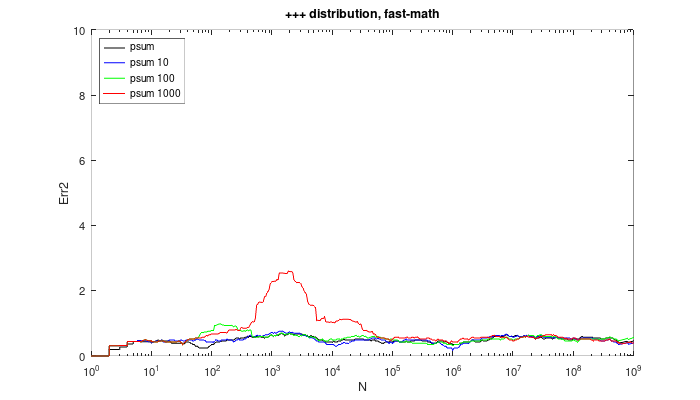 +++ distribution, fast-math
psum
psum 10
psum 100
psum 1000
10
8
6
4
2
0
Err2
10^0 10^1 10^2 10^3 10^4 10^5 10^6 10^7 10^8 10^9
N